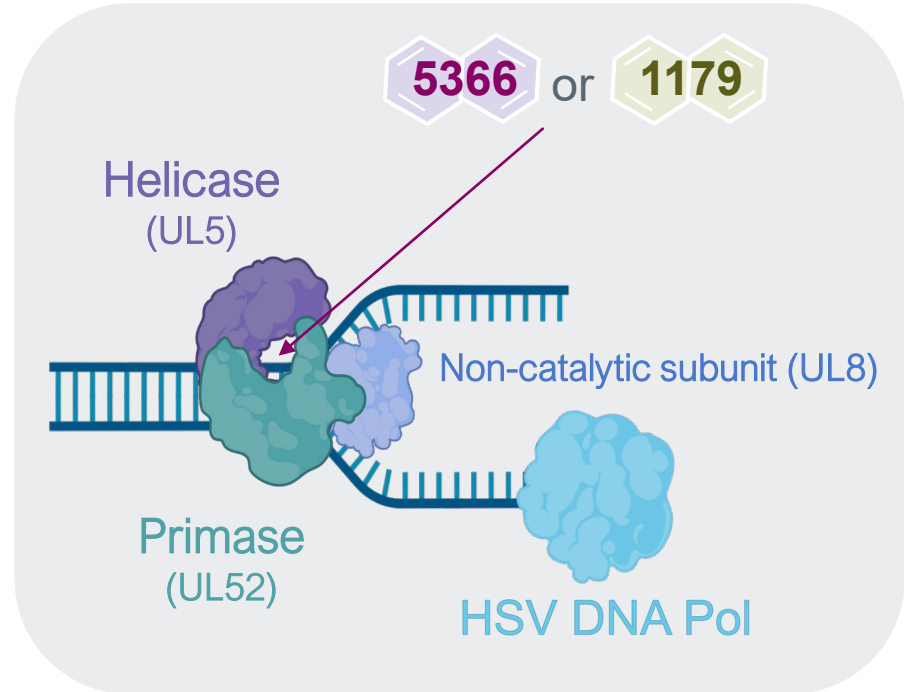 5366 or 1179
Helicase
(UL5)
Non-catalytic subunit (UL8)
Primase
(UL52)
HSV DNA Pol